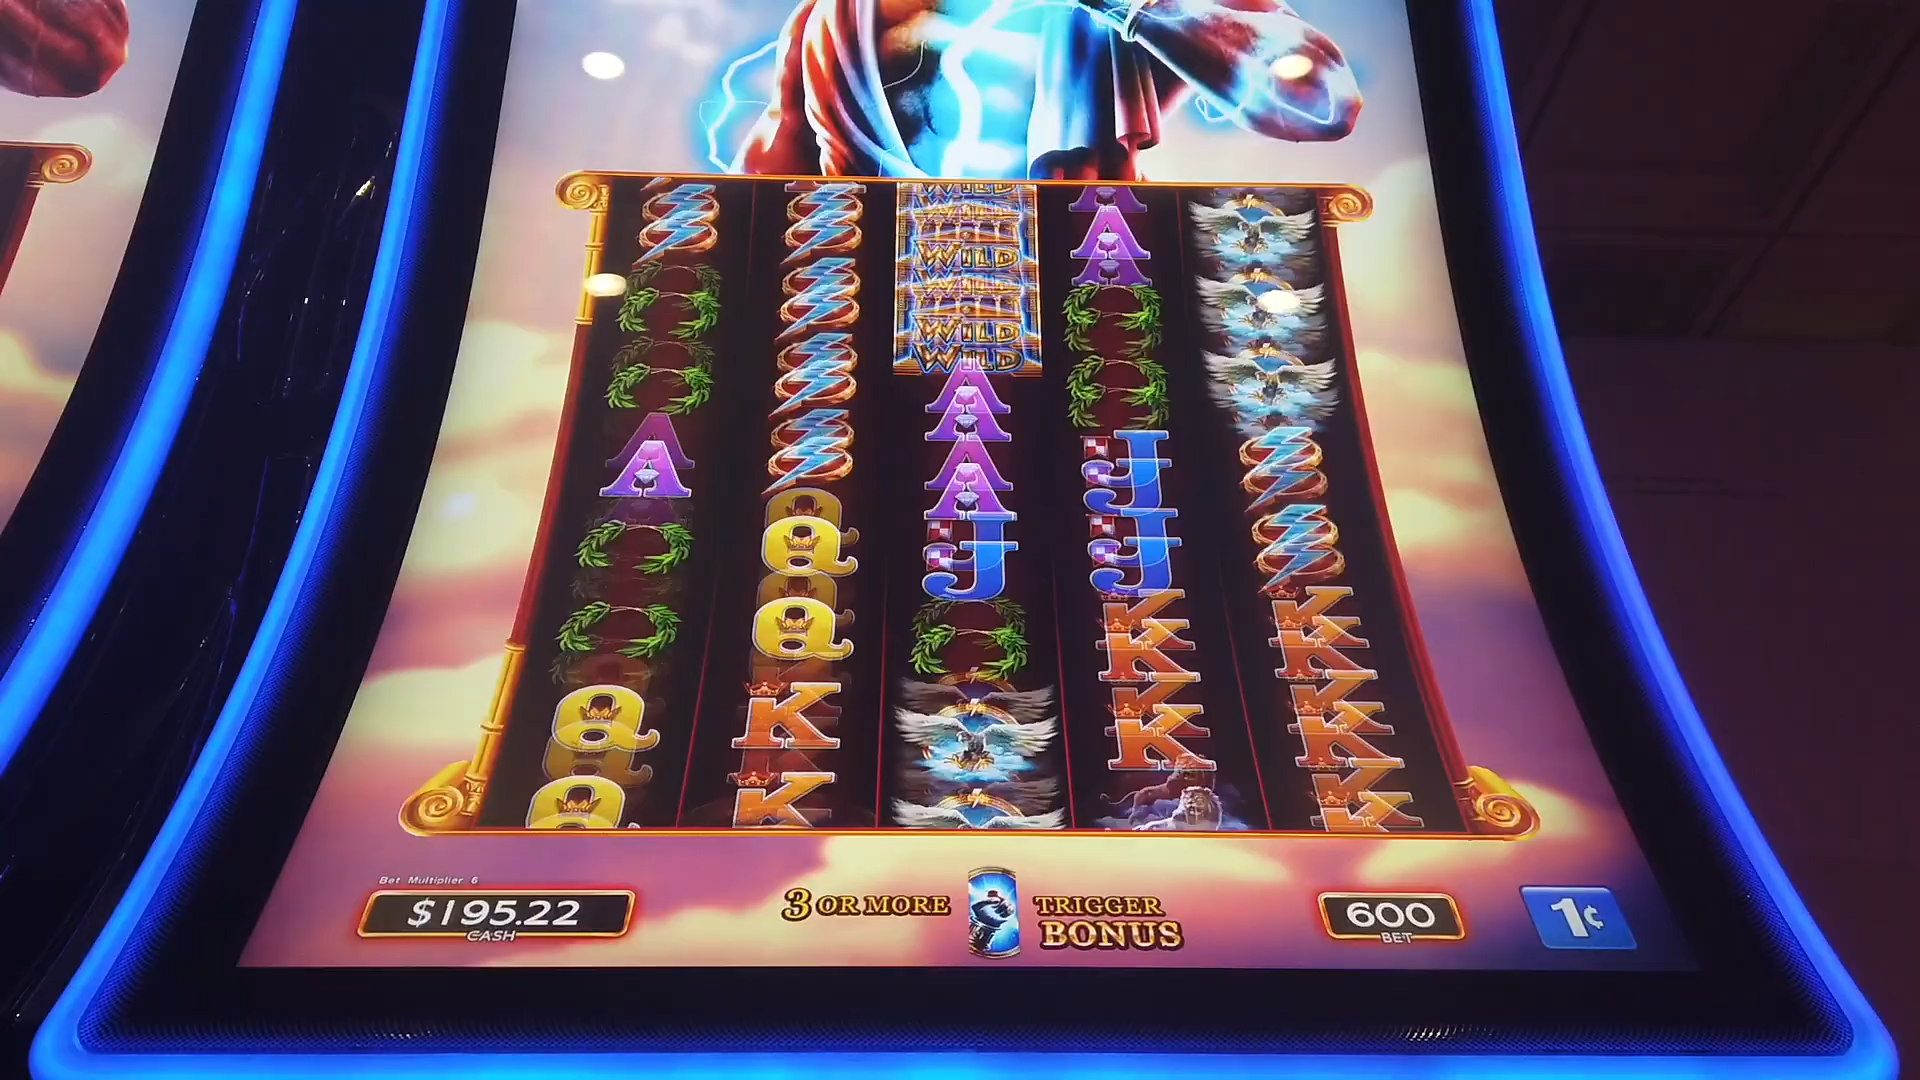 WILD
WILD
WILD
WILD
WILD
A
A
A
A
A
J
J
Q
J
J
Q
K
K
Q
K
K
K
Q
K
K
Bet Multiplier 6
$195.22
CASH
3 OR MORE
TRIGGER
BONUS
600
BET
1¢